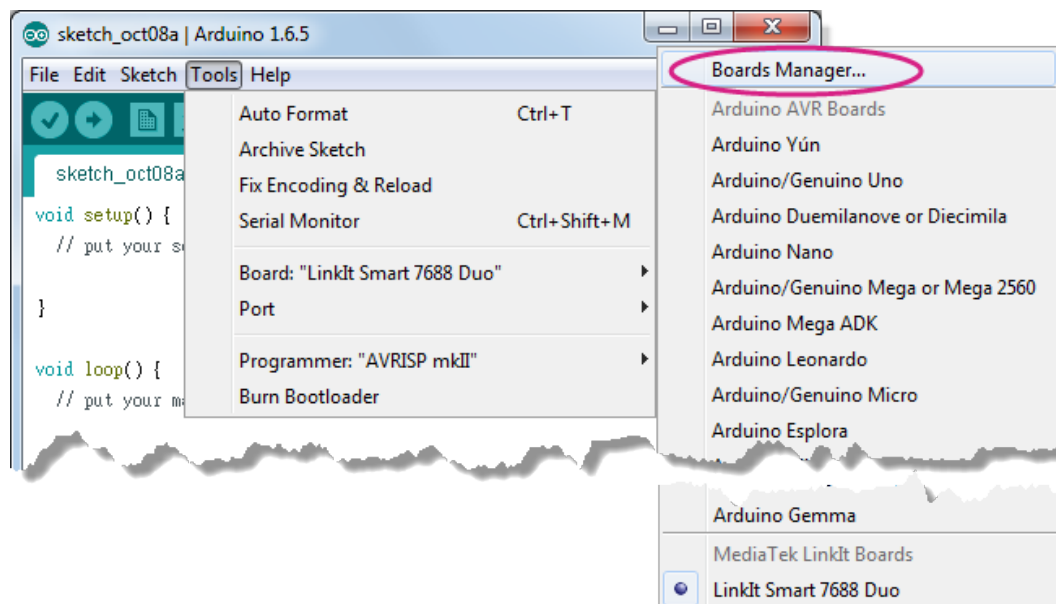 sketch_oct08a | Arduino 1.6.5
File Edit Sketch Tools Help
sketch_oct08a
void setup() {
// put your s
}
void loop() {
// put your m
Auto Format Ctrl+T
Archive Sketch
Fix Encoding & Reload
Serial Monitor Ctrl+Shift+M
Board: "LinkIt Smart 7688 Duo"
Port
Programmer: "AVRISP mkII"
Burn Bootloader
Boards Manager...
Arduino AVR Boards
Arduino Yún
Arduino/Genuino Uno
Arduino Duemilanove or Diecimila
Arduino Nano
Arduino/Genuino Mega or Mega 2560
Arduino Mega ADK
Arduino Leonardo
Arduino/Genuino Micro
Arduino Esplora
Arduino Gemma
MediaTek LinkIt Boards
LinkIt Smart 7688 Duo